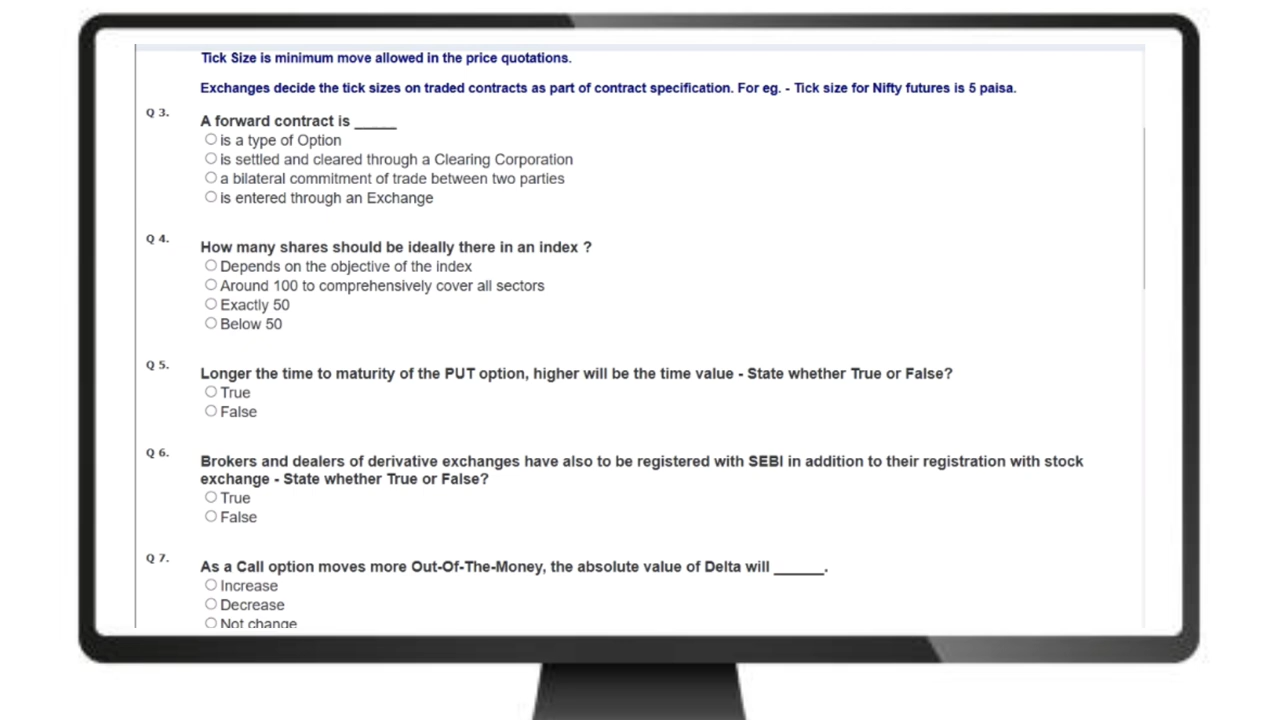 Tick Size is minimum move allowed in the price quotations.
Exchanges decide the tick sizes on traded contracts as part of contract specification. For eg. - Tick size for Nifty futures is 5 paisa.
Q 3.
A forward contract is _____
is a type of Option
is settled and cleared through a Clearing Corporation
a bilateral commitment of trade between two parties
is entered through an Exchange
Q 4.
How many shares should be ideally there in an index ?
Depends on the objective of the index
Around 100 to comprehensively cover all sectors
Exactly 50
Below 50
Q 5.
Longer the time to maturity of the PUT option, higher will be the time value - State whether True or False?
True
False
Q 6.
Brokers and dealers of derivative exchanges have also to be registered with SEBI in addition to their registration with stock
exchange - State whether True or False?
True
False
Q 7.
As a Call option moves more Out-Of-The-Money, the absolute value of Delta will ______.
Increase
Decrease
Not change